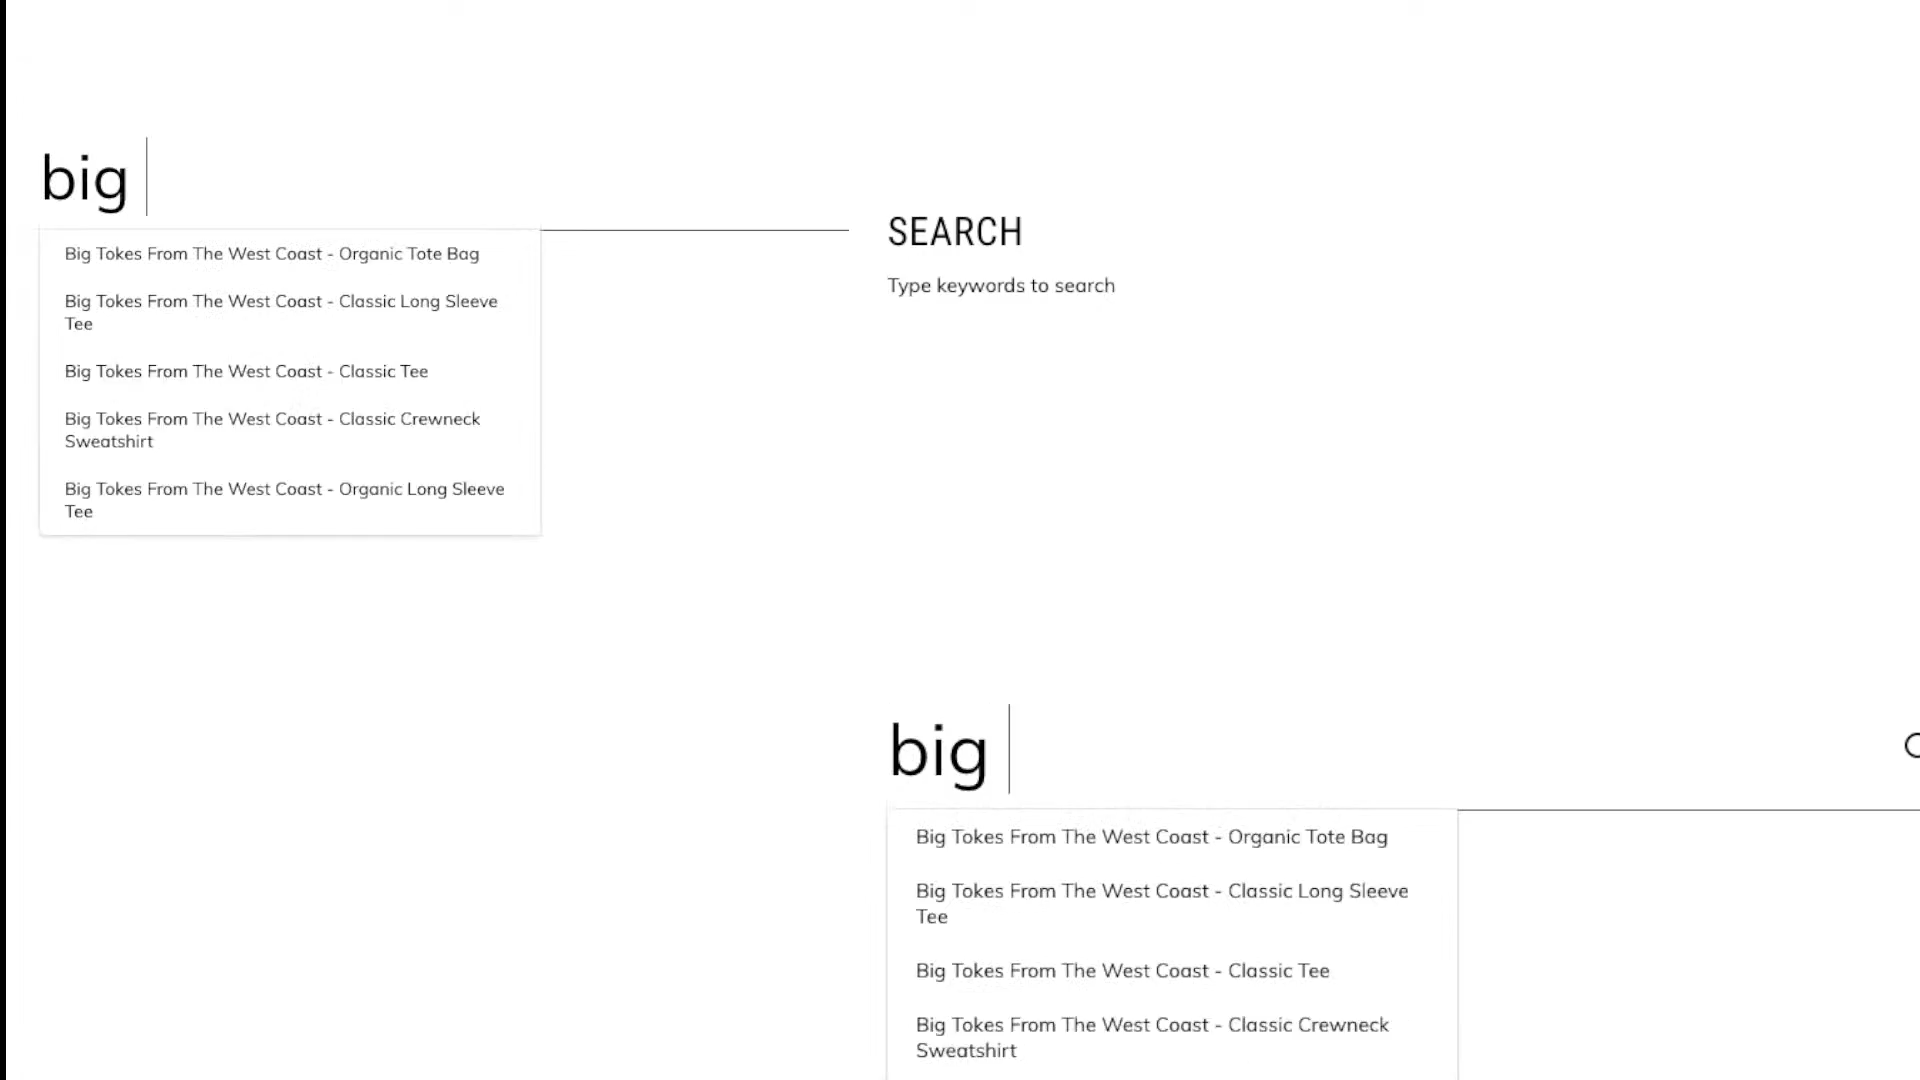 big
Big Tokes From The West Coast - Organic Tote Bag
Big Tokes From The West Coast - Classic Long Sleeve
Tee
Big Tokes From The West Coast - Classic Tee
Big Tokes From The West Coast - Classic Crewneck
Sweatshirt
Big Tokes From The West Coast - Organic Long Sleeve
Tee
SEARCH
Type keywords to search
big
Big Tokes From The West Coast - Organic Tote Bag
Big Tokes From The West Coast - Classic Long Sleeve
Tee
Big Tokes From The West Coast - Classic Tee
Big Tokes From The West Coast - Classic Crewneck
Sweatshirt